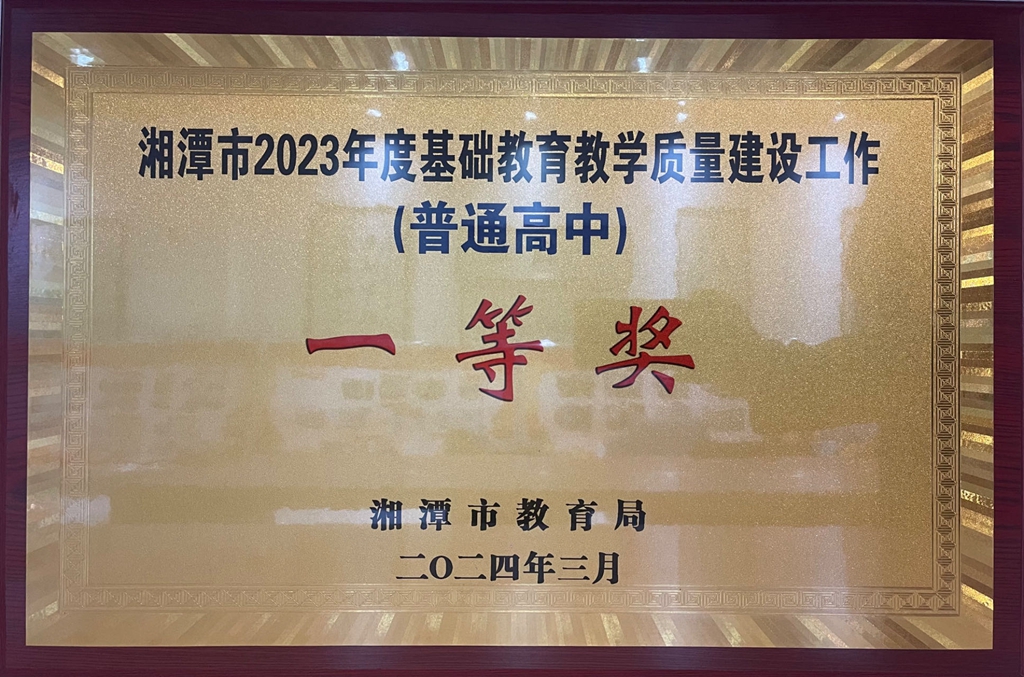 湘潭市2023年度基础教育教学质量建设工作
(普通高中)
一等奖
湘潭市教育局
二O二四年三月